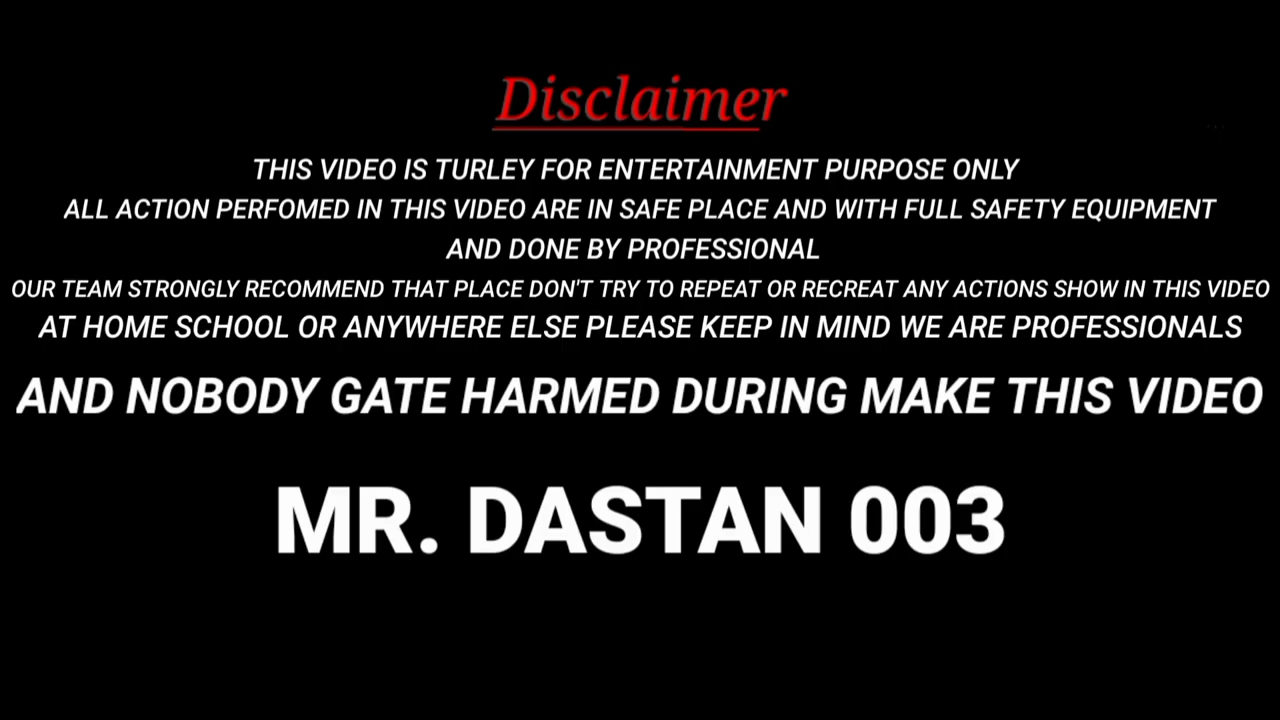 Disclaimer
THIS VIDEO IS TURLEY FOR ENTERTAINMENT PURPOSE ONLY
ALL ACTION PERFOMED IN THIS VIDEO ARE IN SAFE PLACE AND WITH FULL SAFETY EQUIPMENT
AND DONE BY PROFESSIONAL
OUR TEAM STRONGLY RECOMMEND THAT PLACE DON'T TRY TO REPEAT OR RECREAT ANY ACTIONS SHOW IN THIS VIDEO
AT HOME SCHOOL OR ANYWHERE ELSE PLEASE KEEP IN MIND WE ARE PROFESSIONALS
AND NOBODY GATE HARMED DURING MAKE THIS VIDEO
MR. DASTAN 003